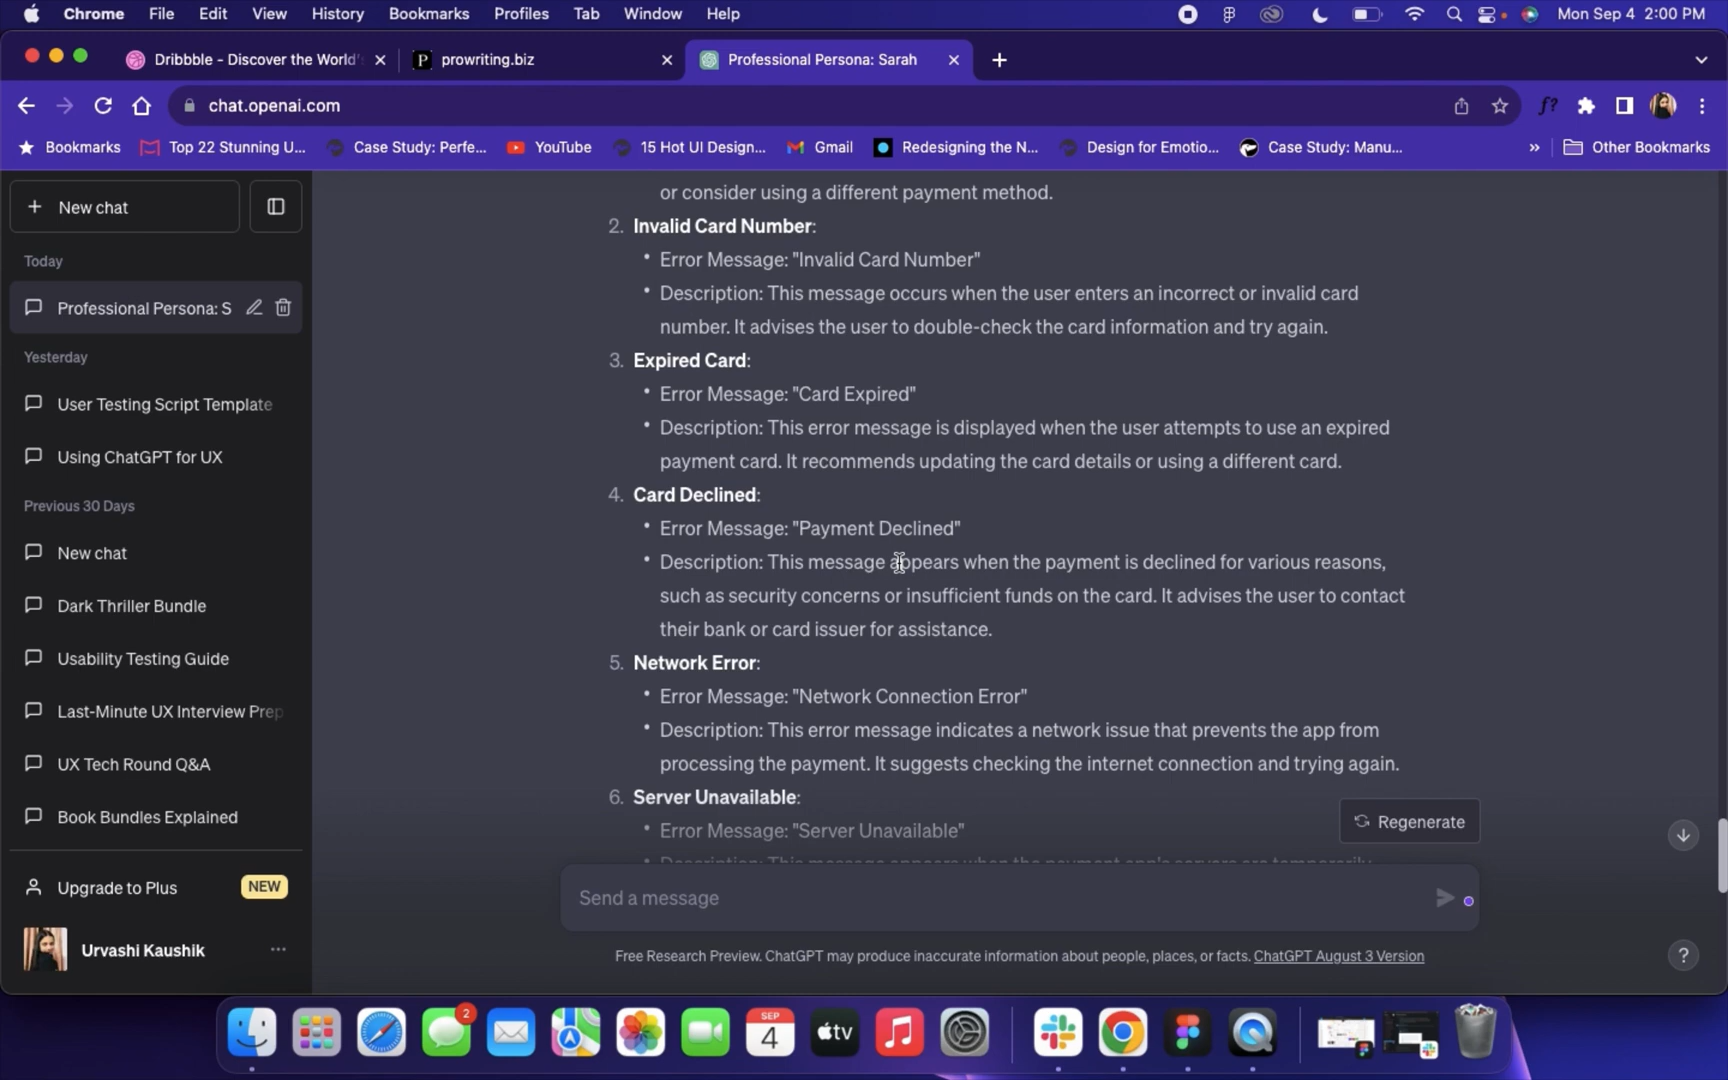 Chrome File Edit View History Bookmarks Profiles Tab Window Help Mon Sep 4 2:00 PM
Dribbble - Discover the World' prowriting.biz Professional Persona: Sarah
chat.openai.com
Bookmarks Top 22 Stunning U... Case Study: Perfe... YouTube 15 Hot UI Design... Gmail Redesigning the N... Design for Emotio... Case Study: Manu... » Other Bookmarks
New chat
Today
Professional Persona: S
Yesterday
User Testing Script Template
Using ChatGPT for UX
Previous 30 Days
New chat
Dark Thriller Bundle
Usability Testing Guide
Last-Minute UX Interview Prep
UX Tech Round Q&A
Book Bundles Explained
Upgrade to Plus NEW
Urvashi Kaushik
or consider using a different payment method.
2. Invalid Card Number:
• Error Message: "Invalid Card Number"
• Description: This message occurs when the user enters an incorrect or invalid card
number. It advises the user to double-check the card information and try again.
3. Expired Card:
• Error Message: "Card Expired"
• Description: This error message is displayed when the user attempts to use an expired
payment card. It recommends updating the card details or using a different card.
4. Card Declined:
• Error Message: "Payment Declined"
• Description: This message appears when the payment is declined for various reasons,
such as security concerns or insufficient funds on the card. It advises the user to contact
their bank or card issuer for assistance.
5. Network Error:
• Error Message: "Network Connection Error"
• Description: This error message indicates a network issue that prevents the app from
processing the payment. It suggests checking the internet connection and trying again.
6. Server Unavailable:
• Error Message: "Server Unavailable"
• Description: This message appears when the payment app's servers are temporarily
Regenerate
Send a message
Free Research Preview. ChatGPT may produce inaccurate information about people, places, or facts. ChatGPT August 3 Version
?
2
SEP
4
tv